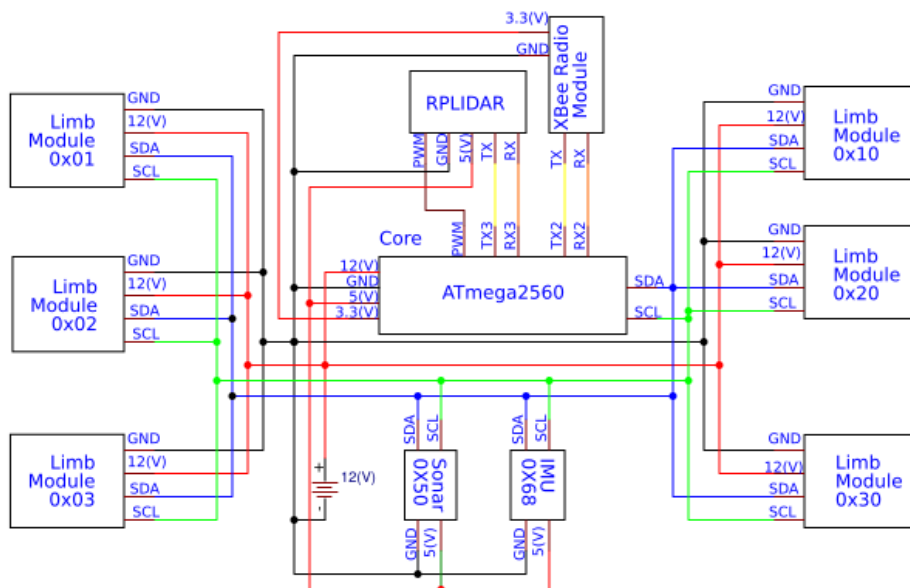 3.3(V)
GND
XBee Radio
Module
TX
RX
RPLIDAR
PWM
GND
5(V)
TX
RX
GND
12(V)
SDA
SCL
Limb
Module
0x01
GND
12(V)
SDA
SCL
Limb
Module
0x10
Core
PWM
TX3
RX3
TX2
RX2
12(V)
GND
5(V)
3.3(V)
ATmega2560
SDA
SCL
Limb
Module
0x02
GND
12(V)
SDA
SCL
GND
12(V)
SDA
SCL
Limb
Module
0x20
Limb
Module
0x03
GND
12(V)
SDA
SCL
+
12(V)
-
SDA
SCL
Sonar
0X50
GND
5(V)
SDA
SCL
IMU
0X68
GND
5(V)
GND
12(V)
SDA
SCL
Limb
Module
0x30